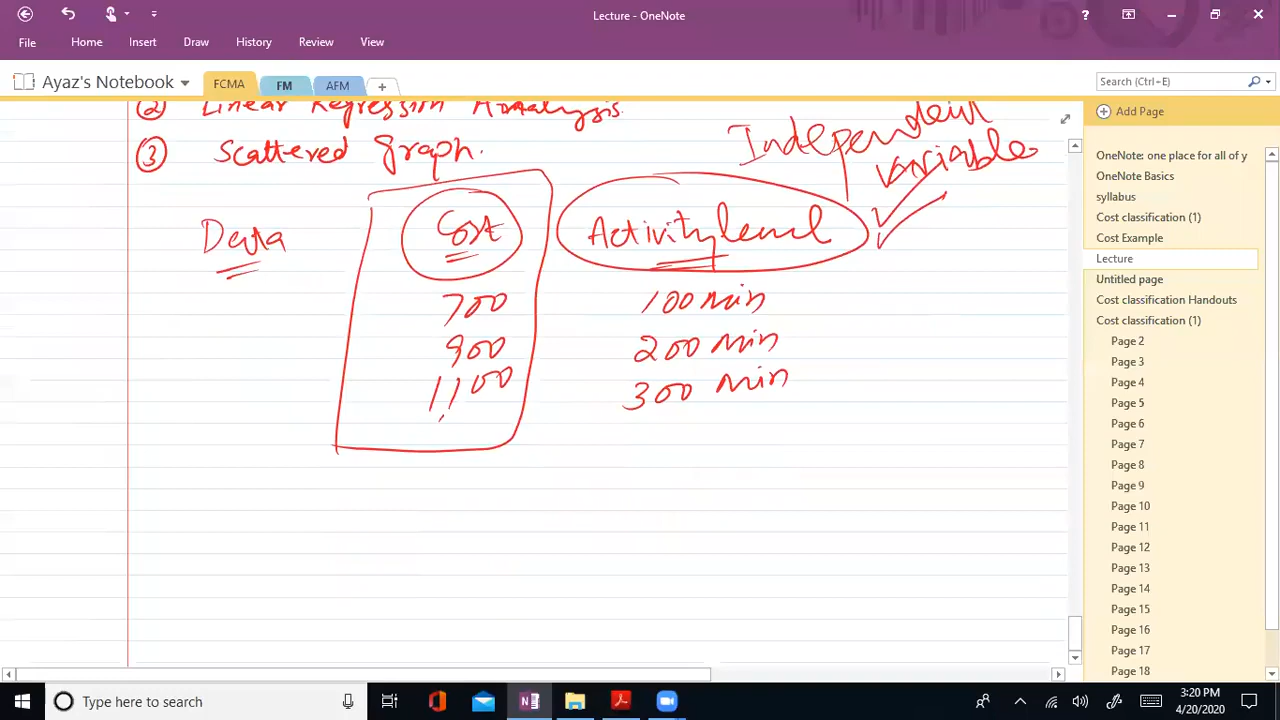 Lecture - OneNote
?
File Home Insert Draw History Review View
Ayaz's Notebook FCMA FM AFM +
Search (Ctrl+E)
Add Page
② Linear Regression Analysis.
③ Scattered graph.
Independent
variable
Data Cost Activity level
700 100 min
900 200 min
1100 300 min
OneNote: one place for all of y
OneNote Basics
syllabus
Cost classification (1)
Cost Example
Lecture
Untitled page
Cost classification Handouts
Cost classification (1)
Page 2
Page 3
Page 4
Page 5
Page 6
Page 7
Page 8
Page 9
Page 10
Page 11
Page 12
Page 13
Page 14
Page 15
Page 16
Page 17
Page 18
Type here to search
3:20 PM
4/20/2020